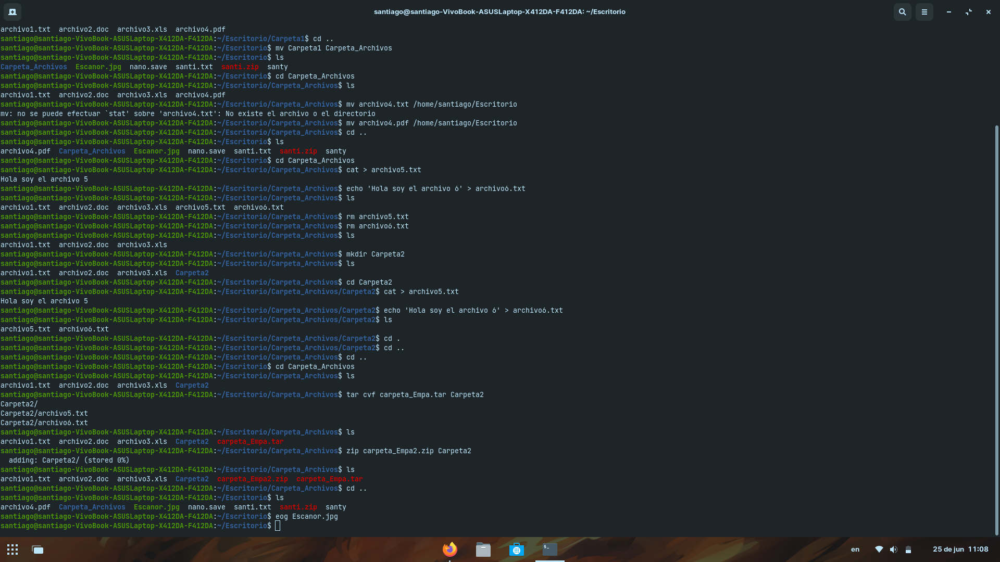 santiago@santiago-VivoBook-ASUSLaptop-X412DA-F412DA: ~/Escritorio
archivo1.txt  archivo2.doc  archivo3.xls  archivo4.pdf
santiago@santiago-VivoBook-ASUSLaptop-X412DA-F412DA:~/Escritorio/Carpeta1$ cd ..
santiago@santiago-VivoBook-ASUSLaptop-X412DA-F412DA:~/Escritorio$ mv Carpeta1 Carpeta_Archivos
santiago@santiago-VivoBook-ASUSLaptop-X412DA-F412DA:~/Escritorio$ ls
Carpeta_Archivos  Escanor.jpg  nano.save  santi.txt  santi.zip  santy
santiago@santiago-VivoBook-ASUSLaptop-X412DA-F412DA:~/Escritorio$ cd Carpeta_Archivos
santiago@santiago-VivoBook-ASUSLaptop-X412DA-F412DA:~/Escritorio/Carpeta_Archivos$ ls
archivo1.txt  archivo2.doc  archivo3.xls  archivo4.pdf
santiago@santiago-VivoBook-ASUSLaptop-X412DA-F412DA:~/Escritorio/Carpeta_Archivos$ mv archivo4.txt /home/santiago/Escritorio
mv: no se puede efectuar `stat' sobre 'archivo4.txt': No existe el archivo o el directorio
santiago@santiago-VivoBook-ASUSLaptop-X412DA-F412DA:~/Escritorio/Carpeta_Archivos$ mv archivo4.pdf /home/santiago/Escritorio
santiago@santiago-VivoBook-ASUSLaptop-X412DA-F412DA:~/Escritorio/Carpeta_Archivos$ cd ..
santiago@santiago-VivoBook-ASUSLaptop-X412DA-F412DA:~/Escritorio$ ls
archivo4.pdf  Carpeta_Archivos  Escanor.jpg  nano.save  santi.txt  santi.zip  santy
santiago@santiago-VivoBook-ASUSLaptop-X412DA-F412DA:~/Escritorio$ cd Carpeta_Archivos
santiago@santiago-VivoBook-ASUSLaptop-X412DA-F412DA:~/Escritorio/Carpeta_Archivos$ cat > archivo5.txt
Hola soy el archivo 5
santiago@santiago-VivoBook-ASUSLaptop-X412DA-F412DA:~/Escritorio/Carpeta_Archivos$ echo 'Hola soy el archivo 6' > archivo6.txt
santiago@santiago-VivoBook-ASUSLaptop-X412DA-F412DA:~/Escritorio/Carpeta_Archivos$ ls
archivo1.txt  archivo2.doc  archivo3.xls  archivo5.txt  archivo6.txt
santiago@santiago-VivoBook-ASUSLaptop-X412DA-F412DA:~/Escritorio/Carpeta_Archivos$ rm archivo5.txt
santiago@santiago-VivoBook-ASUSLaptop-X412DA-F412DA:~/Escritorio/Carpeta_Archivos$ rm archivo6.txt
santiago@santiago-VivoBook-ASUSLaptop-X412DA-F412DA:~/Escritorio/Carpeta_Archivos$ ls
archivo1.txt  archivo2.doc  archivo3.xls
santiago@santiago-VivoBook-ASUSLaptop-X412DA-F412DA:~/Escritorio/Carpeta_Archivos$ mkdir Carpeta2
santiago@santiago-VivoBook-ASUSLaptop-X412DA-F412DA:~/Escritorio/Carpeta_Archivos$ ls
archivo1.txt  archivo2.doc  archivo3.xls  Carpeta2
santiago@santiago-VivoBook-ASUSLaptop-X412DA-F412DA:~/Escritorio/Carpeta_Archivos$ cd Carpeta2
santiago@santiago-VivoBook-ASUSLaptop-X412DA-F412DA:~/Escritorio/Carpeta_Archivos/Carpeta2$ cat > archivo5.txt
Hola soy el archivo 5
santiago@santiago-VivoBook-ASUSLaptop-X412DA-F412DA:~/Escritorio/Carpeta_Archivos/Carpeta2$ echo 'Hola soy el archivo 6' > archivo6.txt
santiago@santiago-VivoBook-ASUSLaptop-X412DA-F412DA:~/Escritorio/Carpeta_Archivos/Carpeta2$ ls
archivo5.txt  archivo6.txt
santiago@santiago-VivoBook-ASUSLaptop-X412DA-F412DA:~/Escritorio/Carpeta_Archivos/Carpeta2$ cd .
santiago@santiago-VivoBook-ASUSLaptop-X412DA-F412DA:~/Escritorio/Carpeta_Archivos/Carpeta2$ cd ..
santiago@santiago-VivoBook-ASUSLaptop-X412DA-F412DA:~/Escritorio/Carpeta_Archivos$ cd ..
santiago@santiago-VivoBook-ASUSLaptop-X412DA-F412DA:~/Escritorio$ cd Carpeta_Archivos
santiago@santiago-VivoBook-ASUSLaptop-X412DA-F412DA:~/Escritorio/Carpeta_Archivos$ ls
archivo1.txt  archivo2.doc  archivo3.xls  Carpeta2
santiago@santiago-VivoBook-ASUSLaptop-X412DA-F412DA:~/Escritorio/Carpeta_Archivos$ tar cvf carpeta_Empa.tar Carpeta2
Carpeta2/
Carpeta2/archivo5.txt
Carpeta2/archivo6.txt
santiago@santiago-VivoBook-ASUSLaptop-X412DA-F412DA:~/Escritorio/Carpeta_Archivos$ ls
archivo1.txt  archivo2.doc  archivo3.xls  Carpeta2  carpeta_Empa.tar
santiago@santiago-VivoBook-ASUSLaptop-X412DA-F412DA:~/Escritorio/Carpeta_Archivos$ zip carpeta_Empa2.zip Carpeta2
  adding: Carpeta2/ (stored 0%)
santiago@santiago-VivoBook-ASUSLaptop-X412DA-F412DA:~/Escritorio/Carpeta_Archivos$ ls
archivo1.txt  archivo2.doc  archivo3.xls  Carpeta2  carpeta_Empa2.zip  carpeta_Empa.tar
santiago@santiago-VivoBook-ASUSLaptop-X412DA-F412DA:~/Escritorio/Carpeta_Archivos$ cd ..
santiago@santiago-VivoBook-ASUSLaptop-X412DA-F412DA:~/Escritorio$ ls
archivo4.pdf  Carpeta_Archivos  Escanor.jpg  nano.save  santi.txt  santi.zip  santy
santiago@santiago-VivoBook-ASUSLaptop-X412DA-F412DA:~/Escritorio$ eog Escanor.jpg
santiago@santiago-VivoBook-ASUSLaptop-X412DA-F412DA:~/Escritorio$
en  25 de jun  11:08